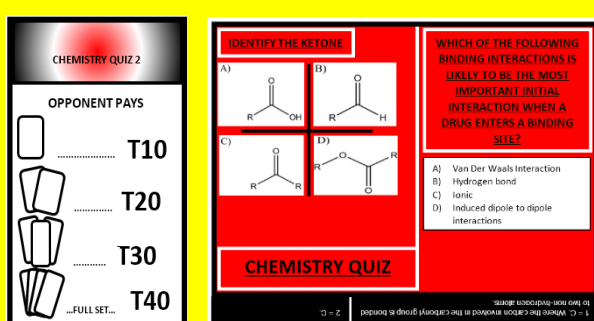 CHEMISTRY QUIZ 2
OPPONENT PAYS
.................. T10
............. T20
........... T30
...FULL SET... T40
IDENTIFY THE KETONE
A)
O
R
OH
B)
O
R
H
C)
O
R
R
D)
R
O
R
O
CHEMISTRY QUIZ
WHICH OF THE FOLLOWING
BINDING INTERACTIONS IS
LIKELY TO BE THE MOST
IMPORTANT INITIAL
INTERACTION WHEN A
DRUG ENTERS A BINDING
SITE?
A) Van Der Waals Interaction
B) Hydrogen bond
C) Ionic
D) Induced dipole to dipole
interactions
1 = C. Where the carbon involved in the carbonyl group is bonded
to two non-hydrogen atoms.
2 = C.